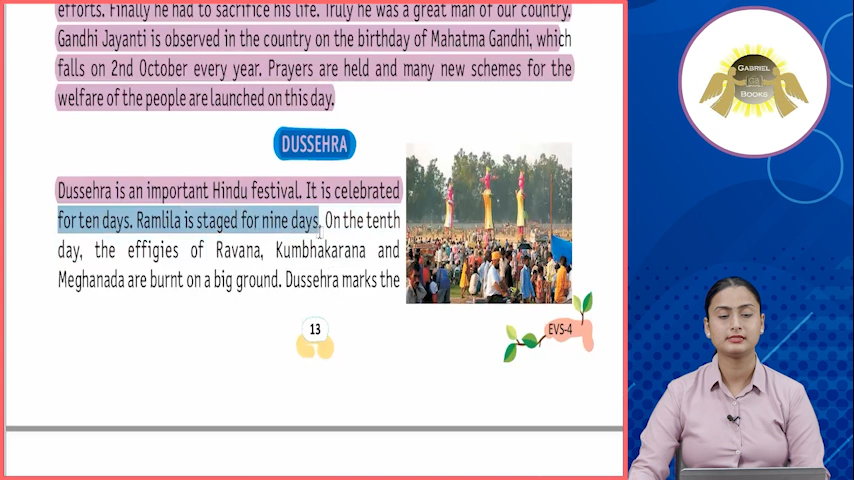 efforts. Finally he had to sacrifice his life. Truly he was a great man of our country.
Gandhi Jayanti is observed in the country on the birthday of Mahatma Gandhi, which
falls on 2nd October every year. Prayers are held and many new schemes for the
welfare of the people are launched on this day.
DUSSEHRA
Dussehra is an important Hindu festival. It is celebrated
for ten days. Ramlila is staged for nine days. On the tenth
day, the effigies of Ravana, Kumbhakarana and
Meghanada are burnt on a big ground. Dussehra marks the
13
EVS-4
GABRIEL
GB
BOOKS